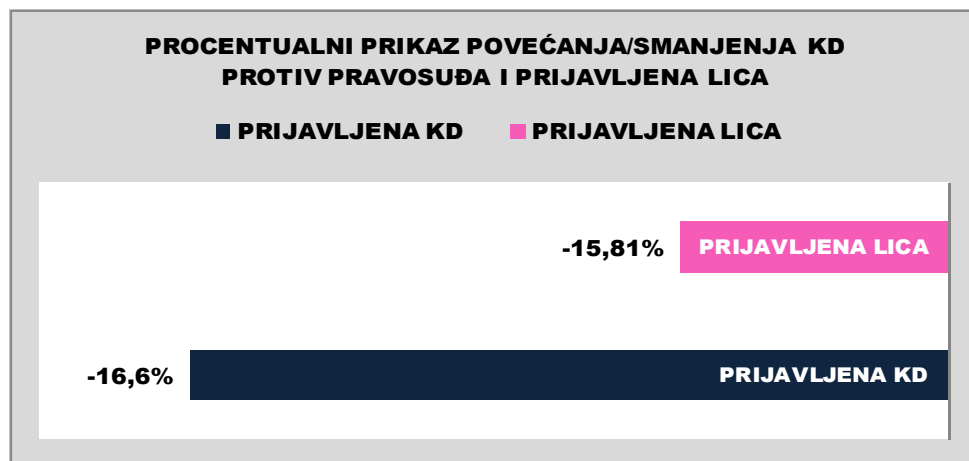 PROCENTUALNI PRIKAZ POVEĆANJA/SMANJENJA KD
PROTIV PRAVOSUĐA I PRIJAVLJENA LICA
PRIJAVLJENA KD PRIJAVLJENA LICA
-15,81% PRIJAVLJENA LICA
-16,6% PRIJAVLJENA KD